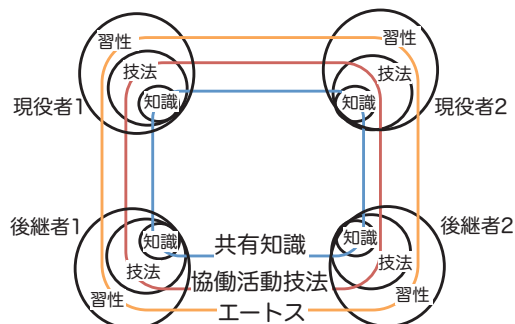 習性
習性
技法
技法
知識
知識
現役者1
現役者2
後継者1
後継者2
知識
知識
共有知識
技法
技法
協働活動技法
習性
習性
エートス